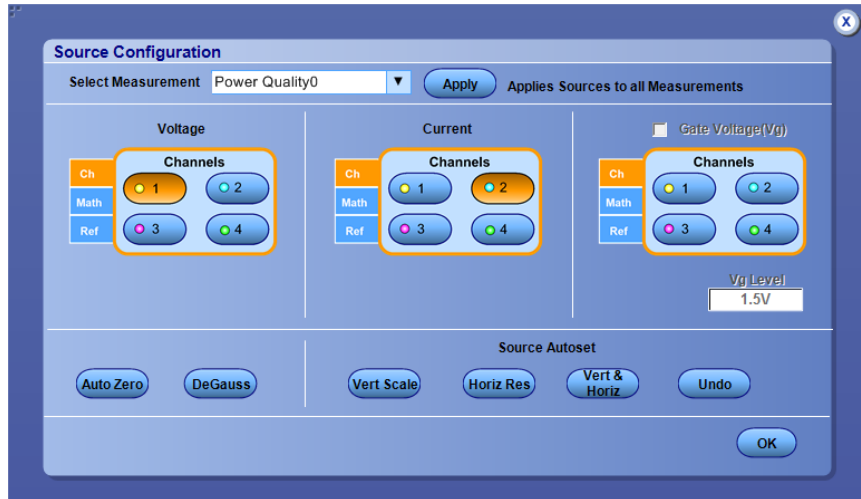 X
Source Configuration
Select Measurement Power Quality0 Apply Applies Sources to all Measurements
Voltage Current Gate Voltage(Vg)
Channels Channels Channels
Ch 1 2 Ch 1 2 Ch 1 2
Math Math Math
Ref 3 4 Ref 3 4 Ref 3 4
Vg Level
1.5V
Source Autoset
Auto Zero DeGauss Vert Scale Horiz Res Vert &
Horiz Undo
OK